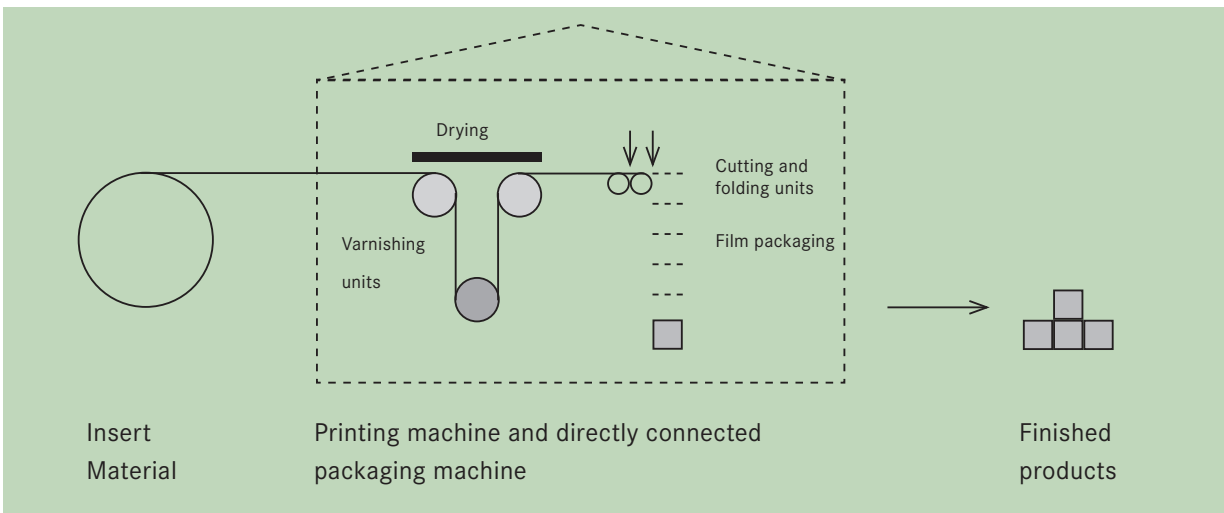 Drying
Cutting and
folding units
Varnishing
units
Film packaging
Insert
Material
Printing machine and directly connected
packaging machine
Finished
products